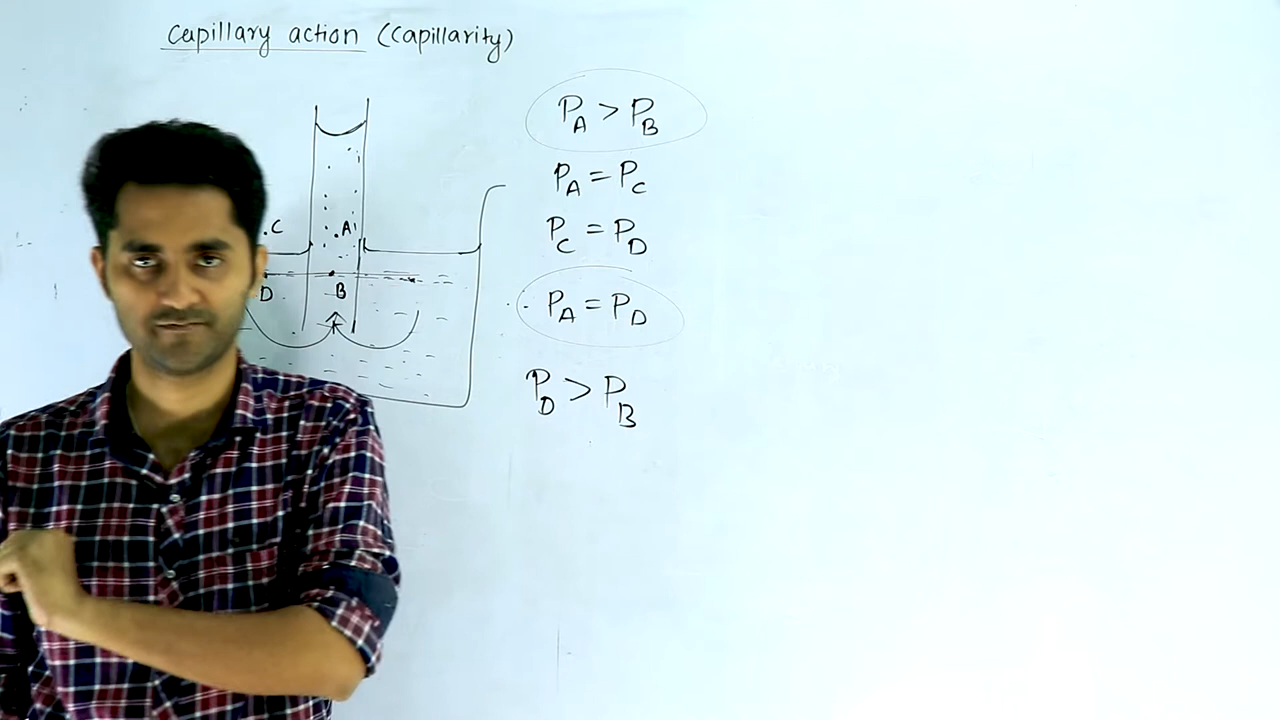 Capillary action (Capillarity)
P_A > P_B
P_A = P_C
P_C = P_D
P_A = P_D
P_D > P_B
.C
.A
D
B